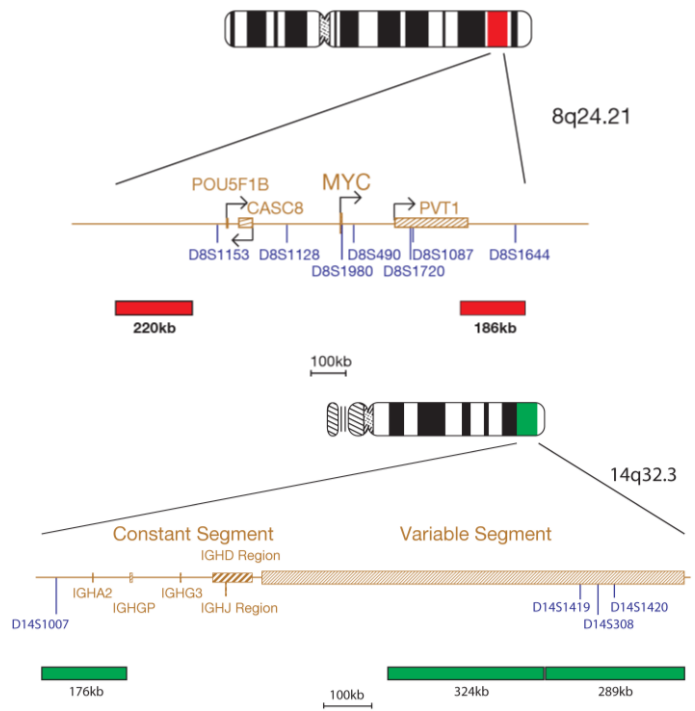 8q24.21
POU5F1B
MYC
CASC8
PVT1
D8S1153
D8S1128
D8S490
D8S1087
D8S1644
D8S1980
D8S1720
220kb
186kb
100kb
14q32.3
Constant Segment
Variable Segment
IGHD Region
IGHA2
IGHG3
IGHGP
IGHJ Region
D14S1007
D14S1419
D14S1420
D14S308
176kb
324kb
289kb
100kb